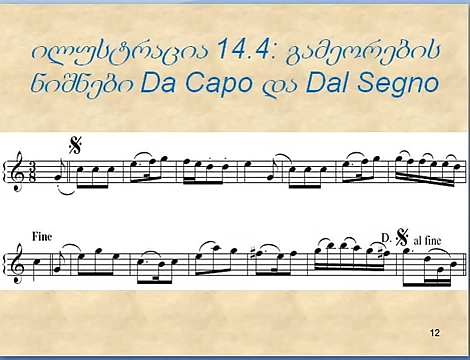 ილუსტრაცია 14.4: გამეორების
ნიშნები Da Capo და Dal Segno
Fine
D. 𝄋 al fine
12